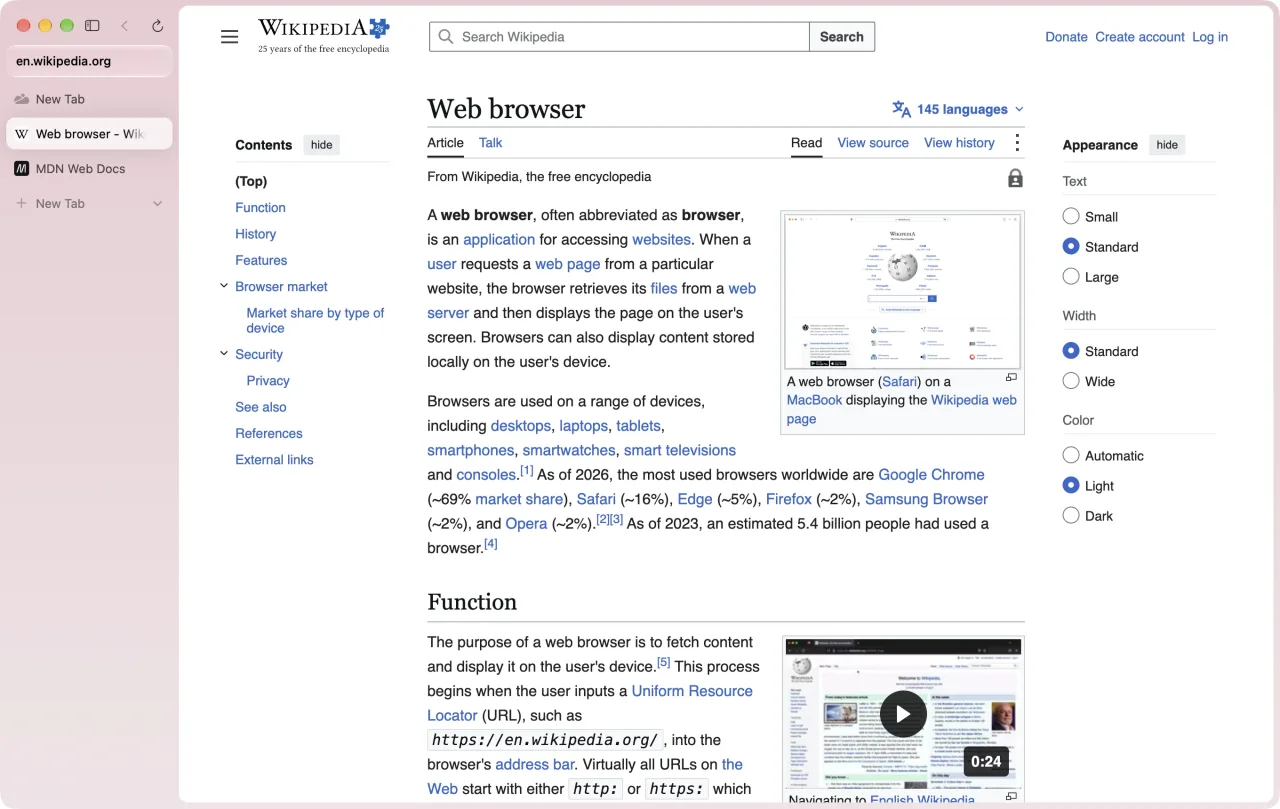 en.wikipedia.org
New Tab
Web browser - Wik
MDN Web Docs
New Tab
WIKIPEDIA
25 years of the free encyclopedia
Search Wikipedia
Search
Donate
Create account
Log in
Contents
hide
(Top)
Function
History
Features
Browser market
Market share by type of
device
Security
Privacy
See also
References
External links
Web browser
145 languages
Article
Talk
Read
View source
View history
From Wikipedia, the free encyclopedia
A web browser, often abbreviated as browser,
is an application for accessing websites. When a
user requests a web page from a particular
website, the browser retrieves its files from a web
server and then displays the page on the user's
screen. Browsers can also display content stored
locally on the user's device.
A web browser (Safari) on a
MacBook displaying the Wikipedia web
page
Browsers are used on a range of devices,
including desktops, laptops, tablets,
smartphones, smartwatches, smart televisions
and consoles.[1] As of 2026, the most used browsers worldwide are Google Chrome
(~69% market share), Safari (~16%), Edge (~5%), Firefox (~2%), Samsung Browser
(~2%), and Opera (~2%).[2][3] As of 2023, an estimated 5.4 billion people had used a
browser.[4]
Function
The purpose of a web browser is to fetch content
and display it on the user's device.[5] This process
begins when the user inputs a Uniform Resource
Locator (URL), such as
https://en.wikipedia.org/, into the
browser's address bar. Virtually all URLs on the
Web start with either http: or https: which
0:24
Navigating to English Wikipedia
Appearance
hide
Text
Small
Standard
Large
Width
Standard
Wide
Color
Automatic
Light
Dark